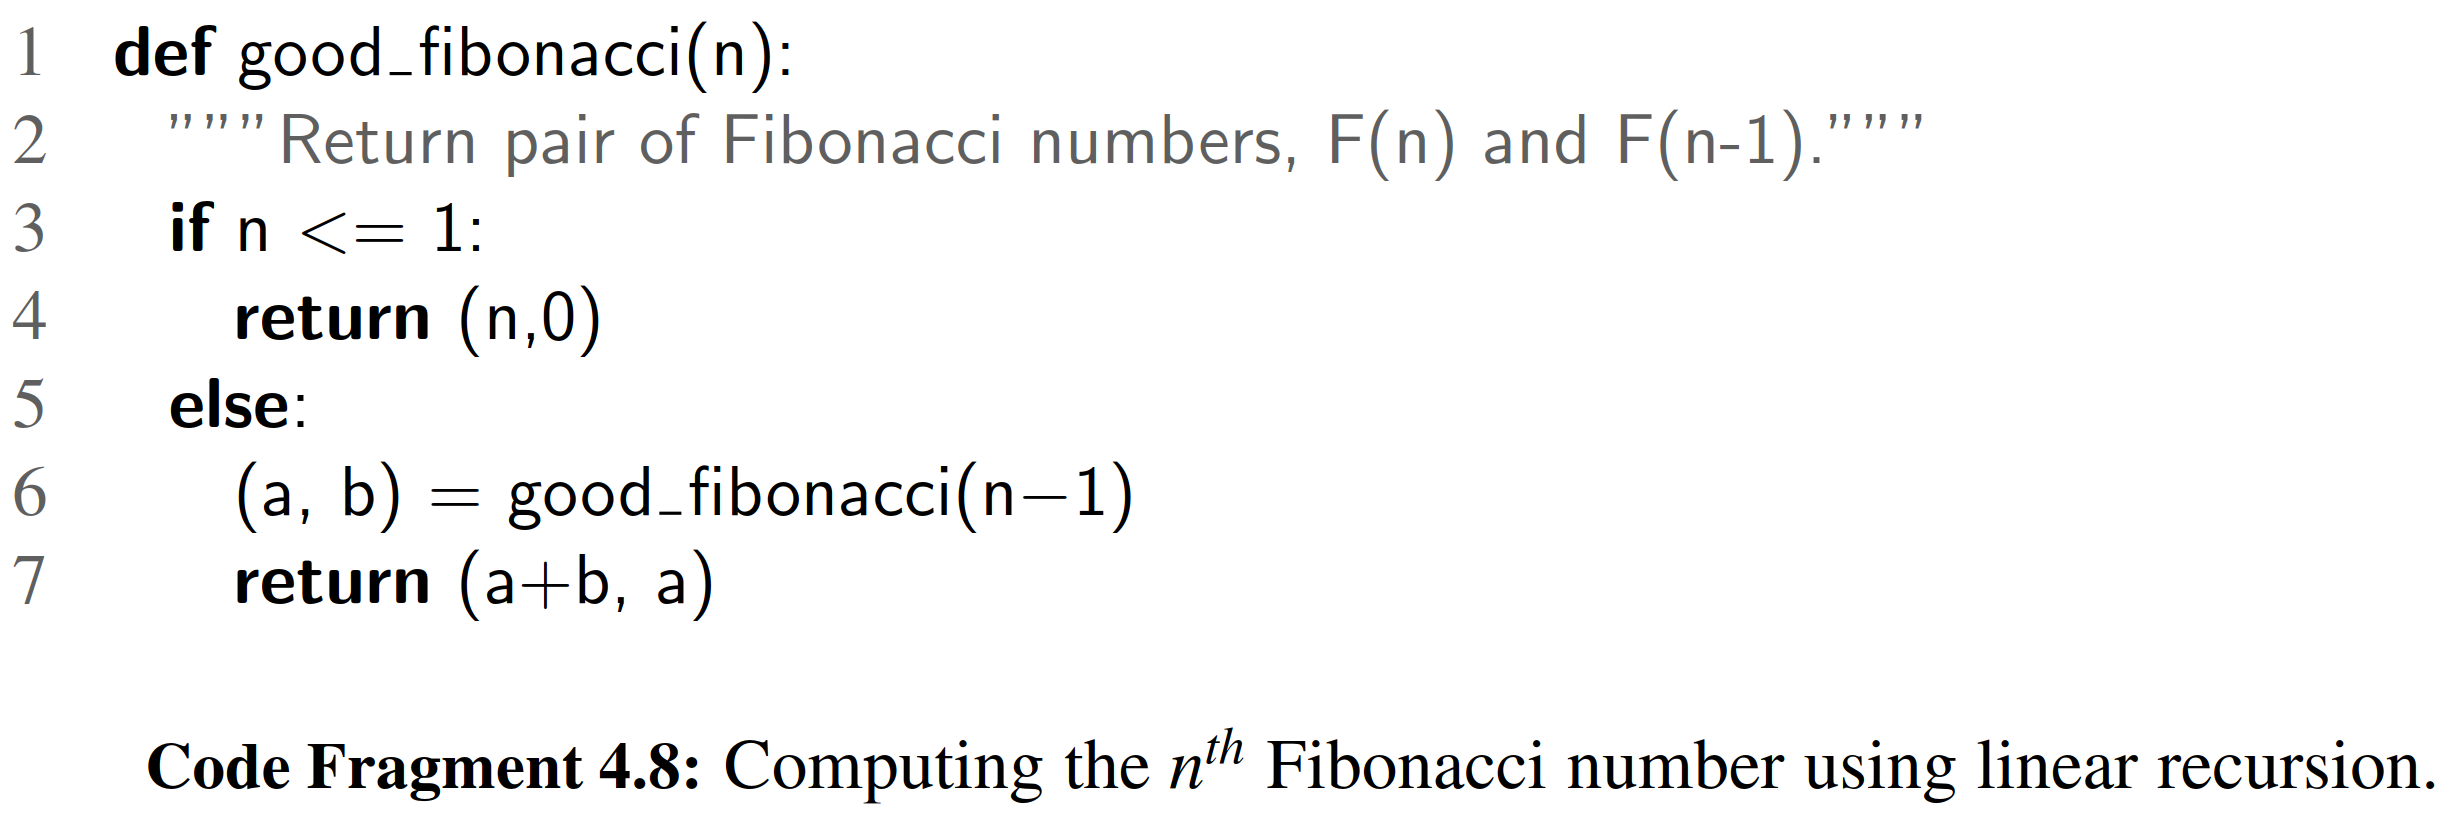 1 def good_fibonacci(n):
2 """Return pair of Fibonacci numbers, F(n) and F(n-1)."""
3 if n <= 1:
4 return (n,0)
5 else:
6 (a, b) = good_fibonacci(n−1)
7 return (a+b, a)
Code Fragment 4.8: Computing the nth Fibonacci number using linear recursion.